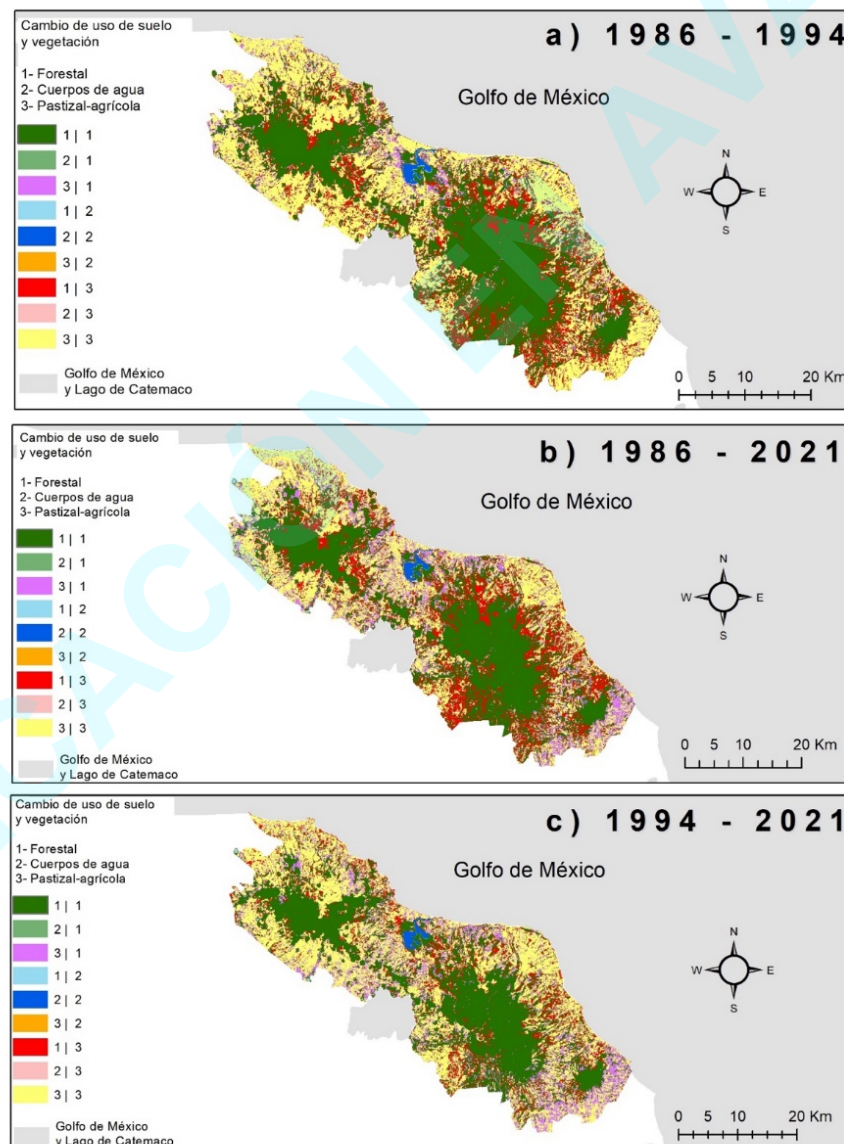 Cambio de uso de suelo
y vegetación
a) 1986 - 1994
1- Forestal
2- Cuerpos de agua
3- Pastizal-agrícola
Golfo de México
1 | 1
2 | 1
3 | 1
1 | 2
2 | 2
3 | 2
1 | 3
2 | 3
3 | 3
Golfo de México
y Lago de Catemaco
N
W
E
S
0 5 10 20 Km
Cambio de uso de suelo
y vegetación
b) 1986 - 2021
1- Forestal
2- Cuerpos de agua
3- Pastizal-agrícola
Golfo de México
1 | 1
2 | 1
3 | 1
1 | 2
2 | 2
3 | 2
1 | 3
2 | 3
3 | 3
Golfo de México
y Lago de Catemaco
N
W
E
S
0 5 10 20 Km
Cambio de uso de suelo
y vegetación
c) 1994 - 2021
1- Forestal
2- Cuerpos de agua
3- Pastizal-agrícola
Golfo de México
1 | 1
2 | 1
3 | 1
1 | 2
2 | 2
3 | 2
1 | 3
2 | 3
3 | 3
Golfo de México
y Lago de Catemaco
N
W
E
S
0 5 10 20 Km